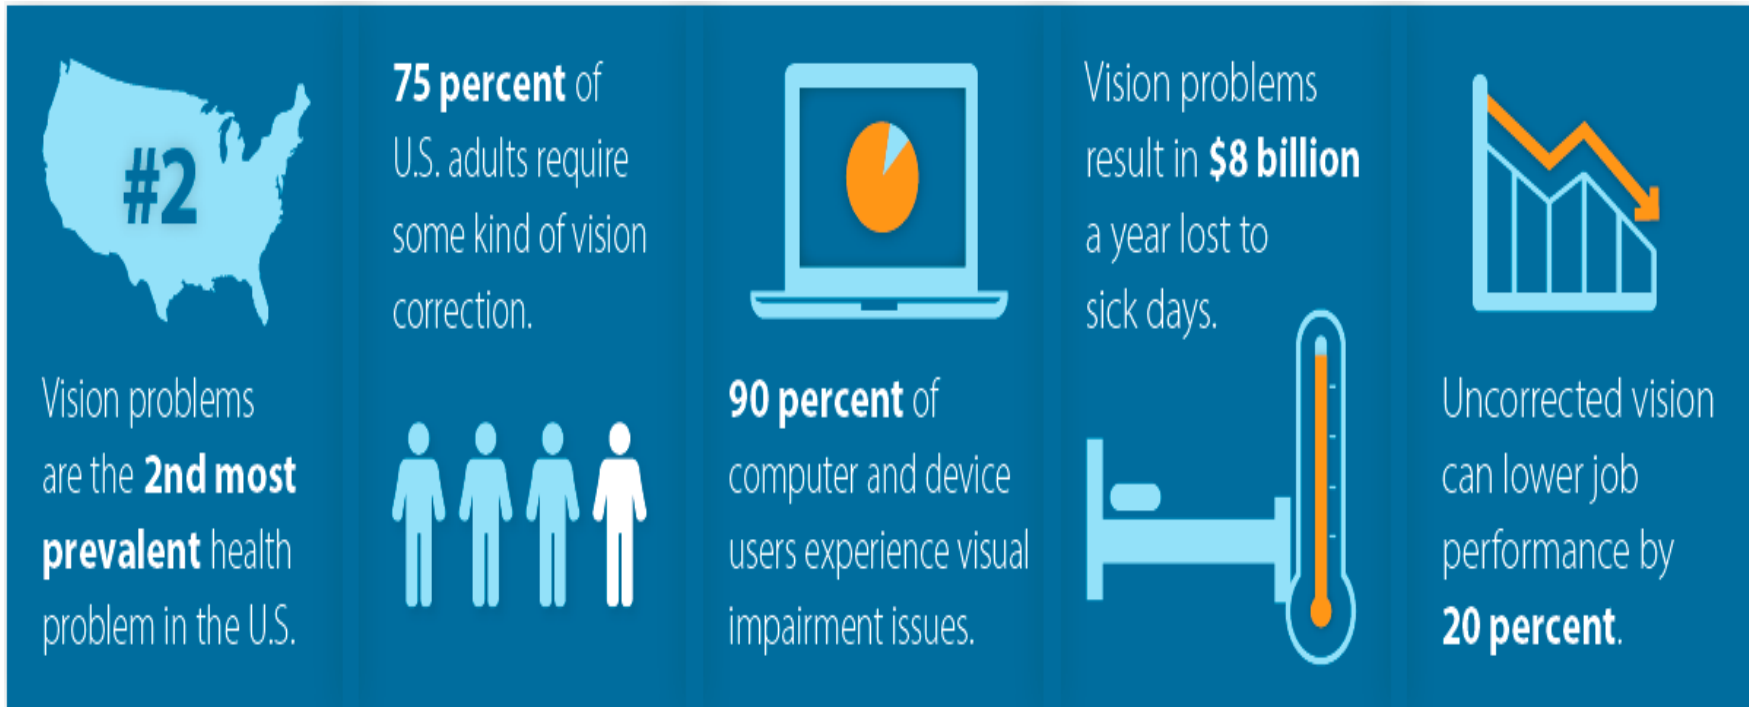 #2
Vision problems
are the 2nd most
prevalent health
problem in the U.S.
75 percent of
U.S. adults require
some kind of vision
correction.
90 percent of
computer and device
users experience visual
impairment issues.
Vision problems
result in $8 billion
a year lost to
sick days.
Uncorrected vision
can lower job
performance by
20 percent.